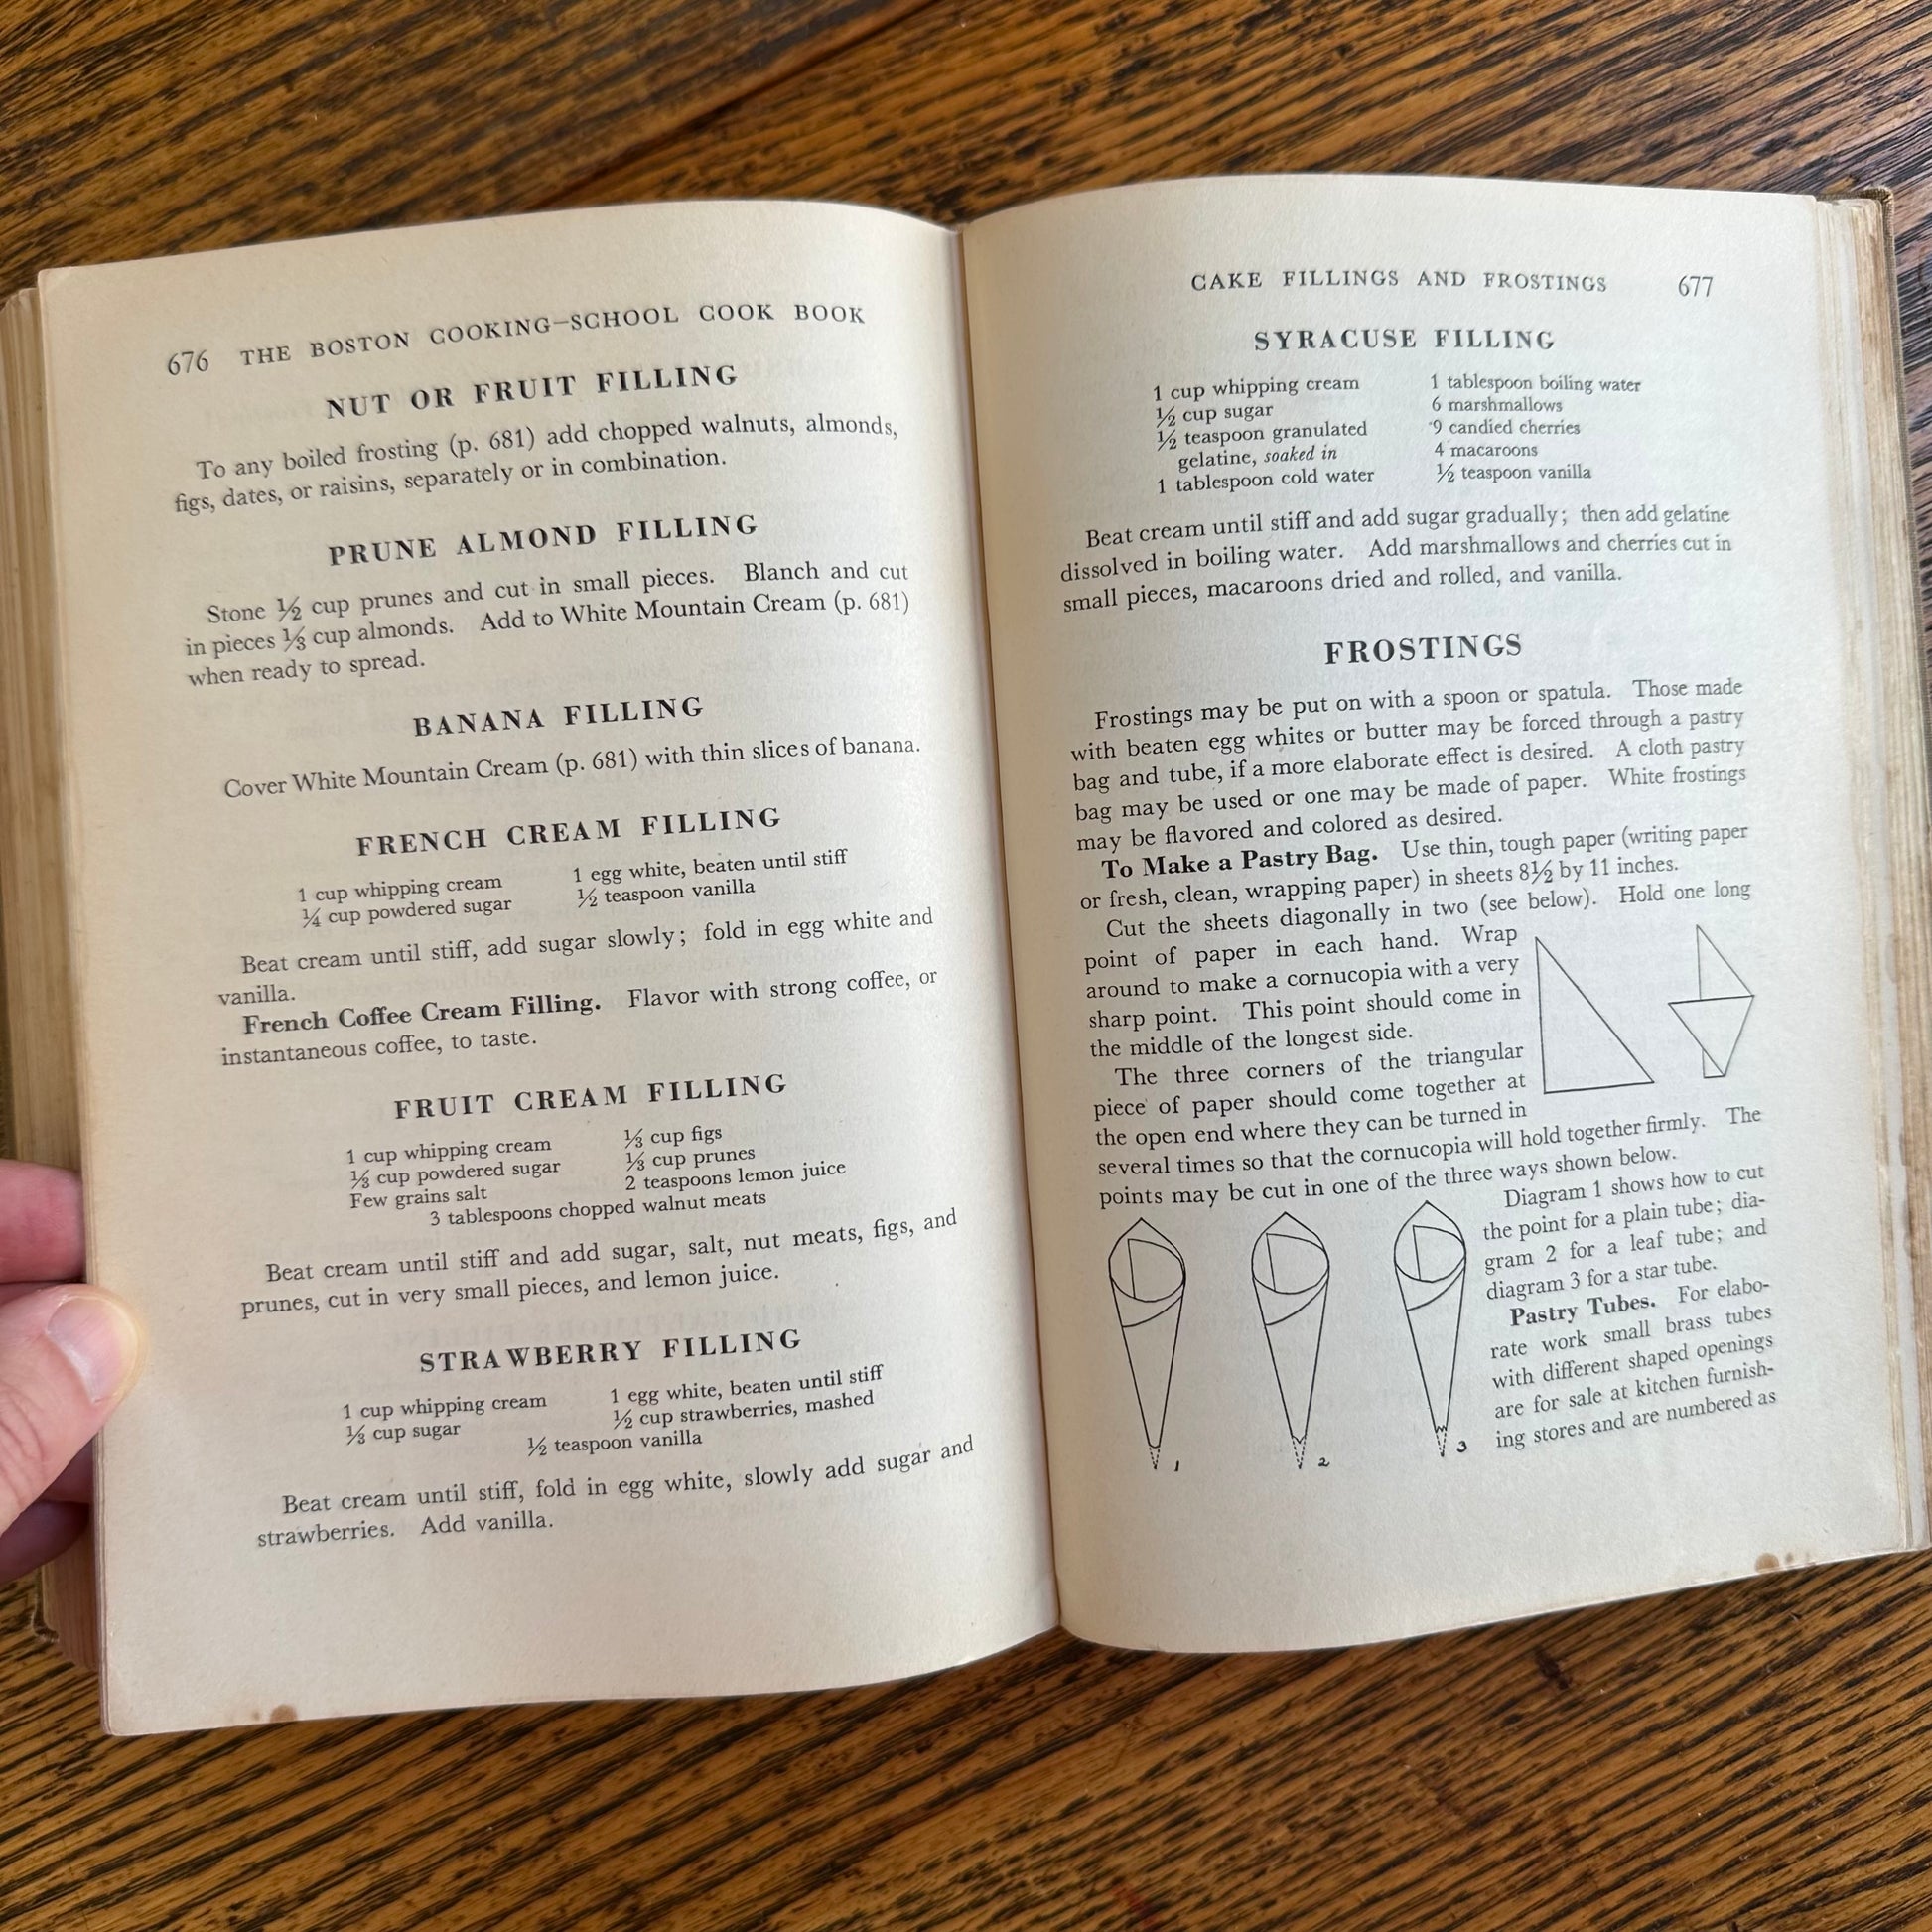 676 THE BOSTON COOKING–SCHOOL COOK BOOK
NUT OR FRUIT FILLING
To any boiled frosting (p. 681) add chopped walnuts, almonds,
figs, dates, or raisins, separately or in combination.
PRUNE ALMOND FILLING
Stone ½ cup prunes and cut in small pieces. Blanch and cut
in pieces ⅓ cup almonds. Add to White Mountain Cream (p. 681)
when ready to spread.
BANANA FILLING
Cover White Mountain Cream (p. 681) with thin slices of banana.
FRENCH CREAM FILLING
1 cup whipping cream
¼ cup powdered sugar
1 egg white, beaten until stiff
½ teaspoon vanilla
Beat cream until stiff, add sugar slowly; fold in egg white and
vanilla.
French Coffee Cream Filling. Flavor with strong coffee, or
instantaneous coffee, to taste.
FRUIT CREAM FILLING
1 cup whipping cream
⅓ cup powdered sugar
Few grains salt
⅓ cup figs
⅓ cup prunes
2 teaspoons lemon juice
3 tablespoons chopped walnut meats
Beat cream until stiff and add sugar, salt, nut meats, figs, and
prunes, cut in very small pieces, and lemon juice.
STRAWBERRY FILLING
1 cup whipping cream
⅓ cup sugar
1 egg white, beaten until stiff
½ cup strawberries, mashed
½ teaspoon vanilla
Beat cream until stiff, fold in egg white, slowly add sugar and
strawberries. Add vanilla.
CAKE FILLINGS AND FROSTINGS 677
SYRACUSE FILLING
1 cup whipping cream
½ cup sugar
½ teaspoon granulated
gelatine, soaked in
1 tablespoon cold water
1 tablespoon boiling water
6 marshmallows
9 candied cherries
4 macaroons
½ teaspoon vanilla
Beat cream until stiff and add sugar gradually; then add gelatine
dissolved in boiling water. Add marshmallows and cherries cut in
small pieces, macaroons dried and rolled, and vanilla.
FROSTINGS
Frostings may be put on with a spoon or spatula. Those made
with beaten egg whites or butter may be forced through a pastry
bag and tube, if a more elaborate effect is desired. A cloth pastry
bag may be used or one may be made of paper. White frostings
may be flavored and colored as desired.
To Make a Pastry Bag. Use thin, tough paper (writing paper
or fresh, clean, wrapping paper) in sheets 8½ by 11 inches.
Cut the sheets diagonally in two (see below). Hold one long
point of paper in each hand. Wrap
around to make a cornucopia with a very
sharp point. This point should come in
the middle of the longest side.
The three corners of the triangular
piece of paper should come together at
the open end where they can be turned in
several times so that the cornucopia will hold together firmly. The
points may be cut in one of the three ways shown below.
Diagram 1 shows how to cut
the point for a plain tube; dia-
gram 2 for a leaf tube; and
diagram 3 for a star tube.
Pastry Tubes. For elabo-
rate work small brass tubes
with different shaped openings
are for sale at kitchen furnish-
ing stores and are numbered as
1 2 3